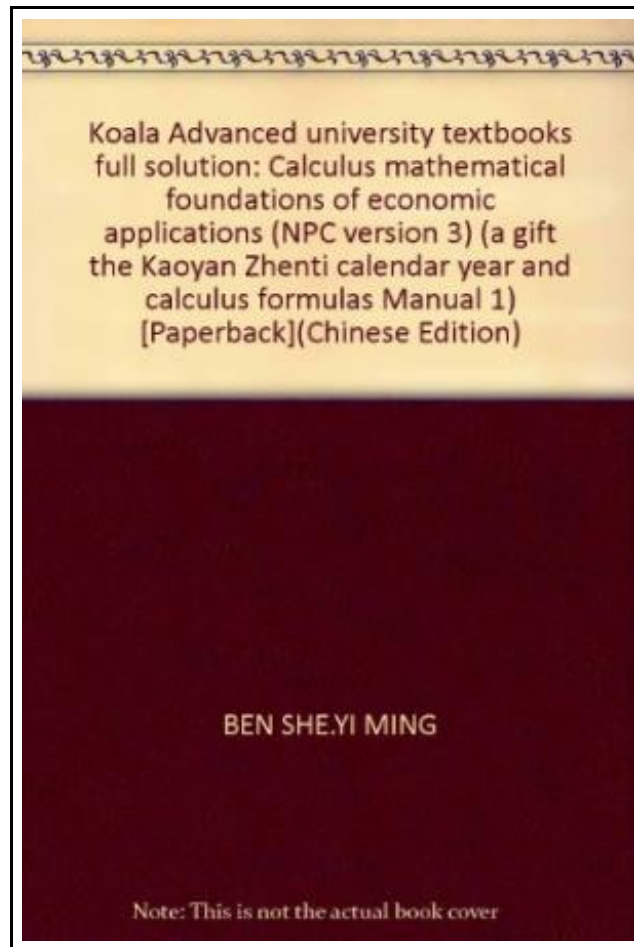 Koala Advanced university textbooks
full solution: Calculus mathematical
foundations of economic
applications (NPC version 3) (a gift
the Kaoyan Zhenti calendar year and
calculus formulas Manual 1)
[Paperback](Chinese Edition)
BEN SHE.YI MING
Note: This is not the actual book cover